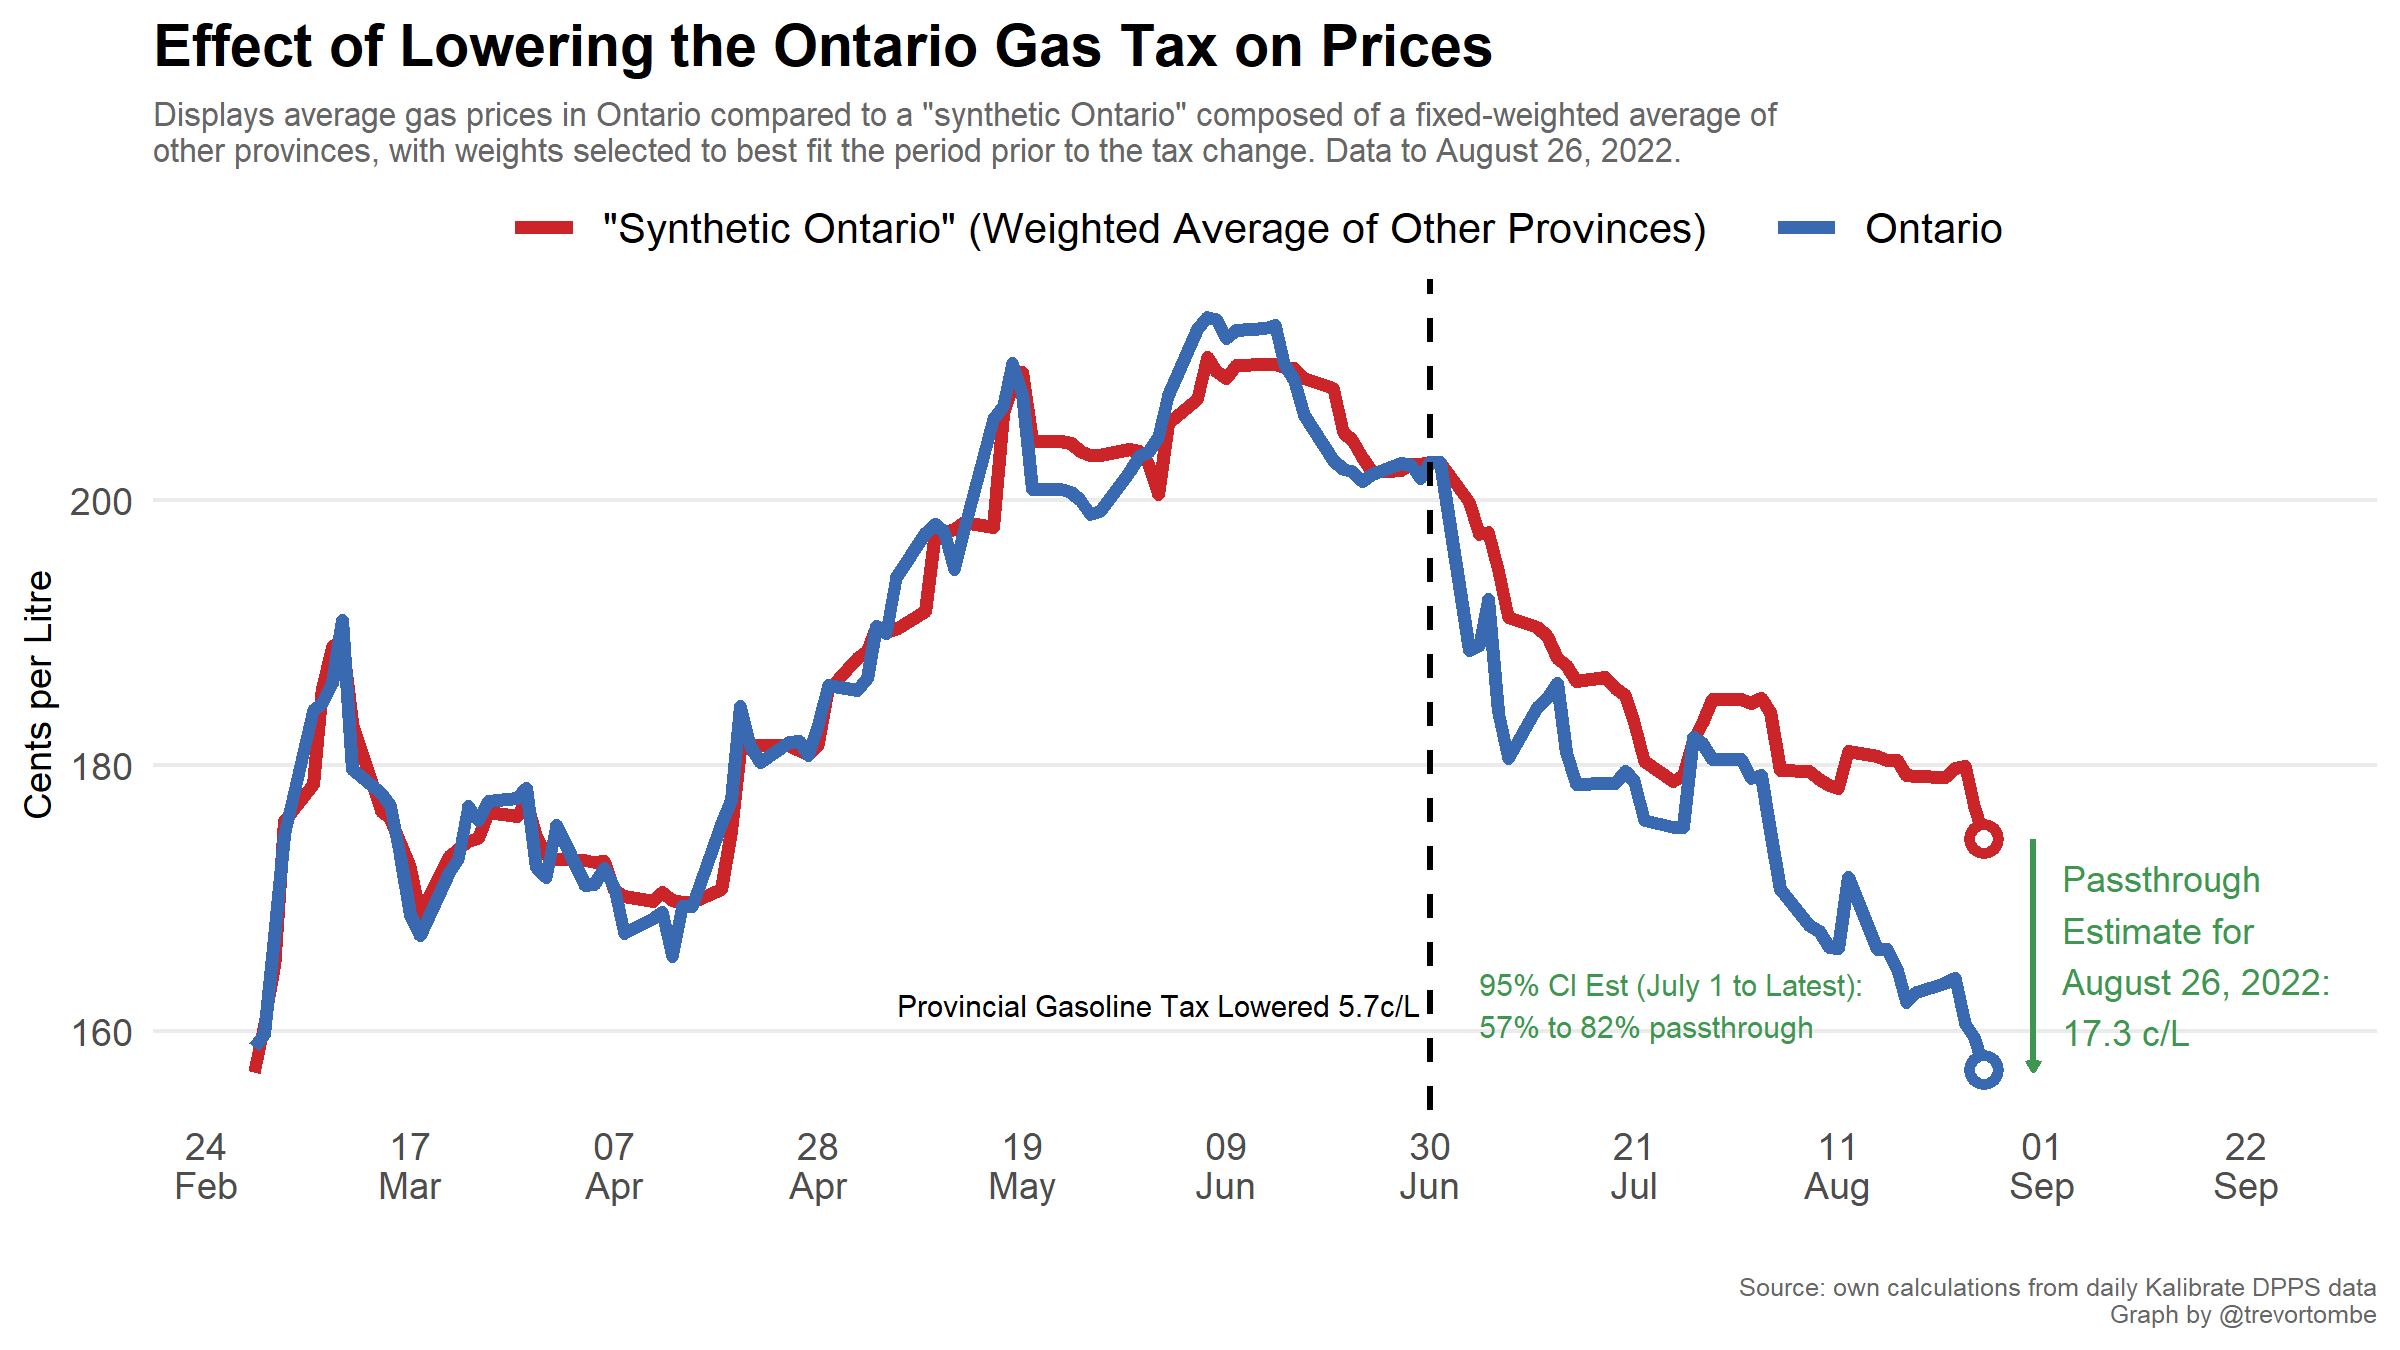 Effect of Lowering the Ontario Gas Tax on Prices
Displays average gas prices in Ontario compared to a "synthetic Ontario" composed of a fixed-weighted average of
other provinces, with weights selected to best fit the period prior to the tax change. Data to August 26, 2022.
"Synthetic Ontario" (Weighted Average of Other Provinces)
Ontario
Cents per Litre
200
180
160
Provincial Gasoline Tax Lowered 5.7c/L
95% CI Est (July 1 to Latest):
57% to 82% passthrough
Passthrough
Estimate for
August 26, 2022:
17.3 c/L
24
Feb
17
Mar
07
Apr
28
Apr
19
May
09
Jun
30
Jun
21
Jul
11
Aug
01
Sep
22
Sep
Source: own calculations from daily Kalibrate DPPS data
Graph by @trevortombe